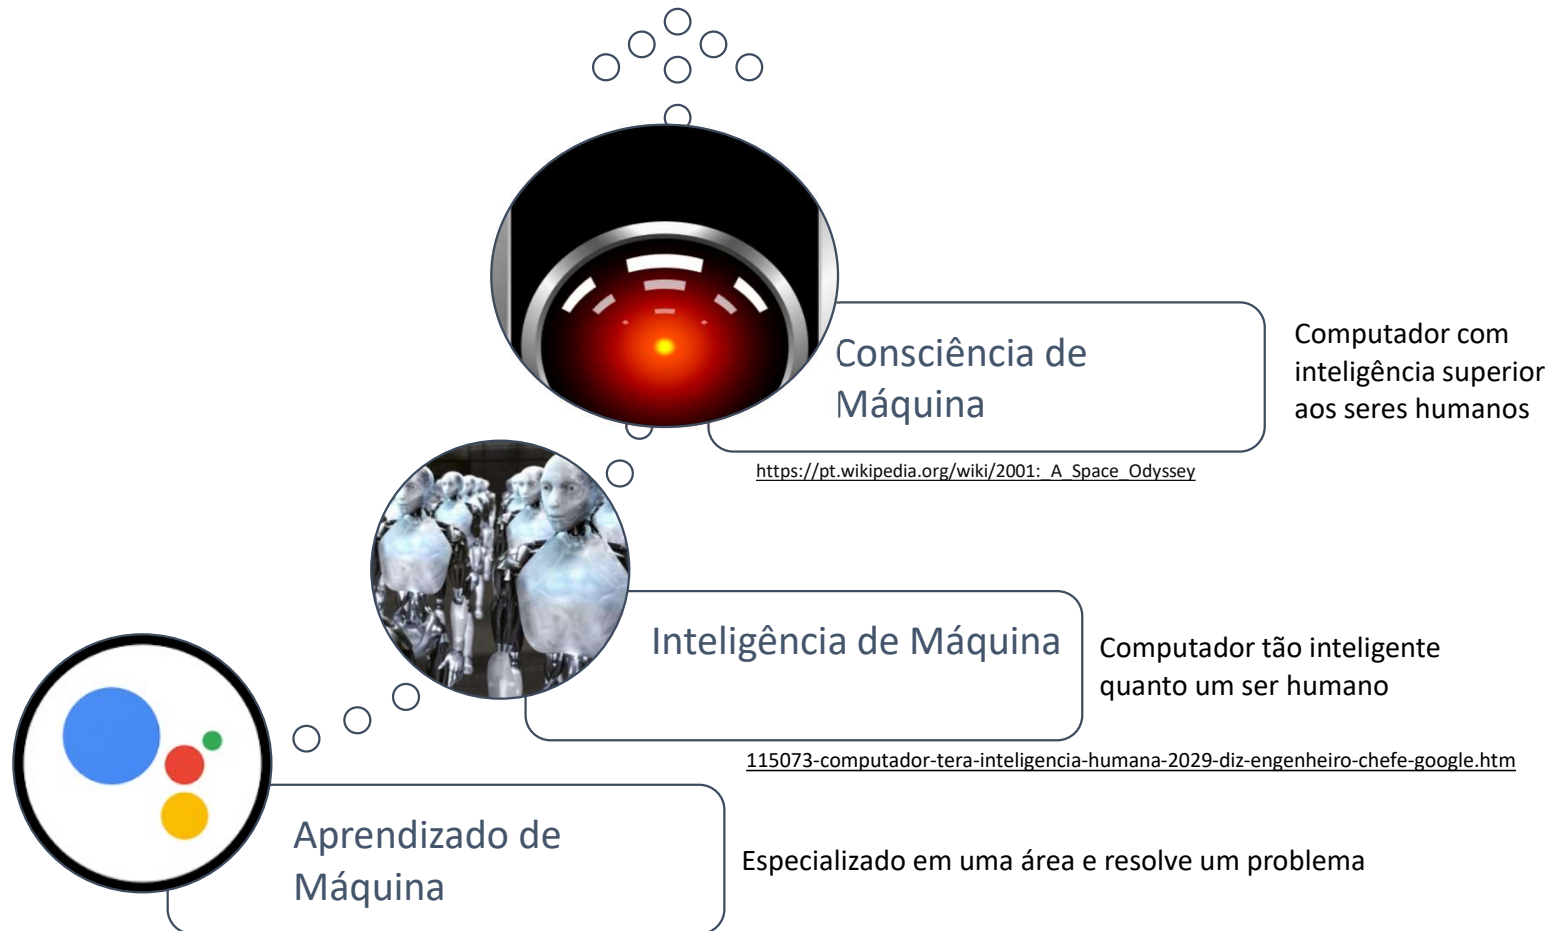 Consciência de
Máquina
Computador com
inteligência superior
aos seres humanos
https://pt.wikipedia.org/wiki/2001:_A_Space_Odyssey
Inteligência de Máquina
Computador tão inteligente
quanto um ser humano
115073-computador-tera-inteligencia-humana-2029-diz-engenheiro-chefe-google.htm
Aprendizado de
Máquina
Especializado em uma área e resolve um problema